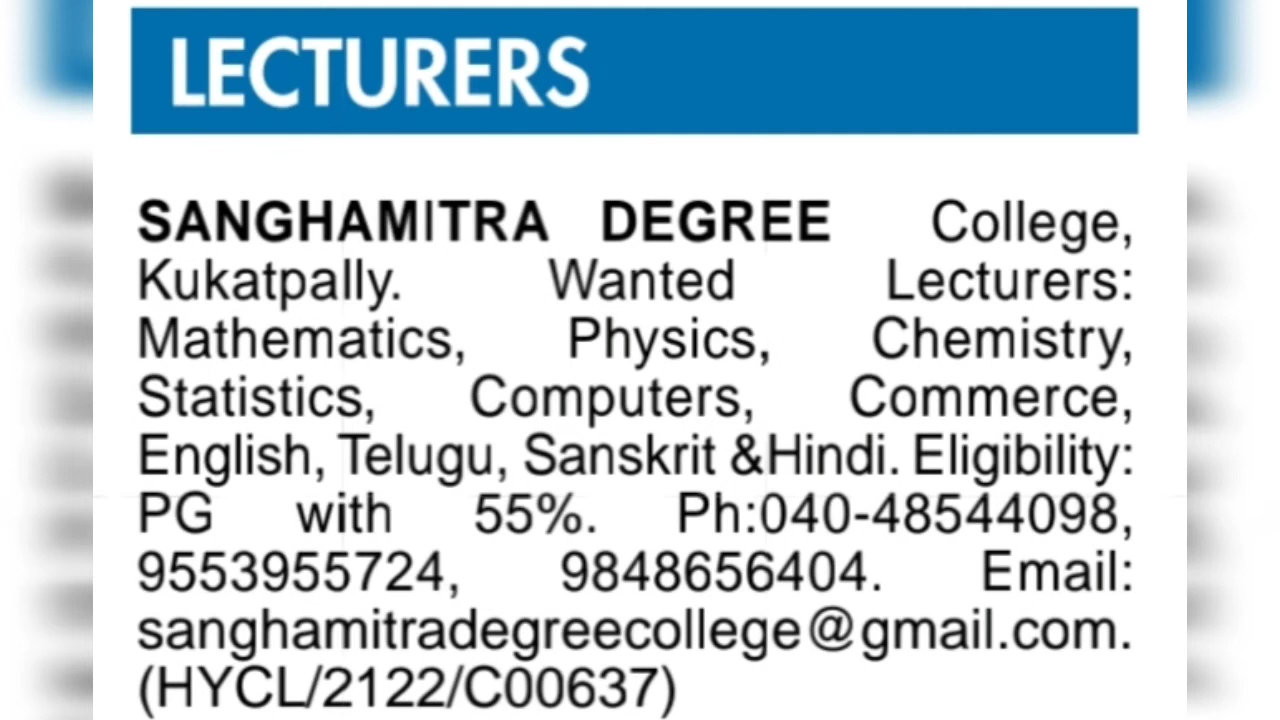 LECTURERS
SANGHAMITRA DEGREE College,
Kukatpally. Wanted Lecturers:
Mathematics, Physics, Chemistry,
Statistics, Computers, Commerce,
English, Telugu, Sanskrit &Hindi. Eligibility:
PG with 55%. Ph:040-48544098,
9553955724, 9848656404. Email:
sanghamitradegreecollege@gmail.com.
(HYCL/2122/C00637)